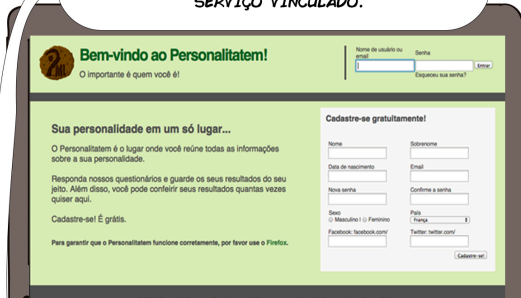 SERVIÇO VINCULADO.
Bem-vindo ao Personalitatem!
O importante é quem você é!
Nome de usuário ou email
Senha
Entrar
Esqueceu sua senha?
Sua personalidade em um só lugar...
O Personalitatem é o lugar onde você reúne todas as informações
sobre a sua personalidade.
Responda nossos questionários e guarde os seus resultados do seu
jeito. Além disso, você pode confeirir seus resultados quantas vezes
quiser aqui.
Cadastre-se! É grátis.
Para garantir que o Personalitatem funcione corretamente, por favor use o Firefox.
Cadastre-se gratuitamente!
Nome
Sobrenome
Data de nascimento
Email
Nova senha
Confirme a senha
Sexo
País
Masculino | Feminino
França
Facebook: facebook.com/
Twitter: twitter.com/
Cadastre-se!